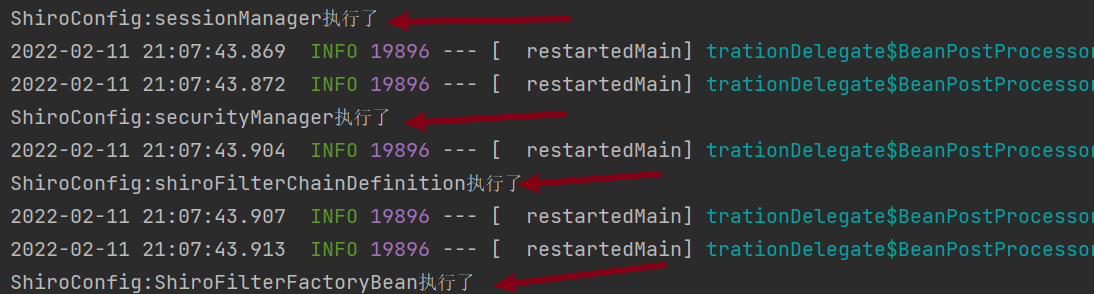 ShiroConfig:sessionManager执行了
2022-02-11 21:07:43.869  INFO 19896 --- [  restartedMain] trationDelegate$BeanPostProcessor
2022-02-11 21:07:43.872  INFO 19896 --- [  restartedMain] trationDelegate$BeanPostProcessor
ShiroConfig:securityManager执行了
2022-02-11 21:07:43.904  INFO 19896 --- [  restartedMain] trationDelegate$BeanPostProcessor
ShiroConfig:shiroFilterChainDefinition执行了
2022-02-11 21:07:43.907  INFO 19896 --- [  restartedMain] trationDelegate$BeanPostProcessor
2022-02-11 21:07:43.913  INFO 19896 --- [  restartedMain] trationDelegate$BeanPostProcessor
ShiroConfig:ShiroFilterFactoryBean执行了